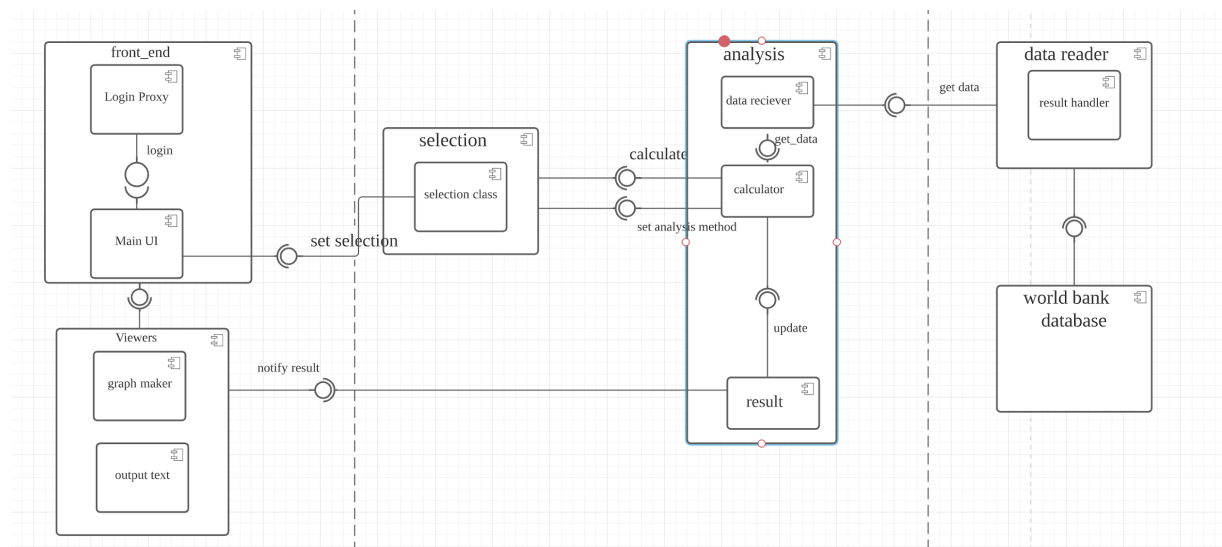 front_end
Login Proxy
login
Main UI
set selection
Viewers
graph maker
output text
notify result
selection
selection class
calculate
set analysis method
analysis
data reciever
get_data
calculator
update
result
get data
data reader
result handler
world bank
database